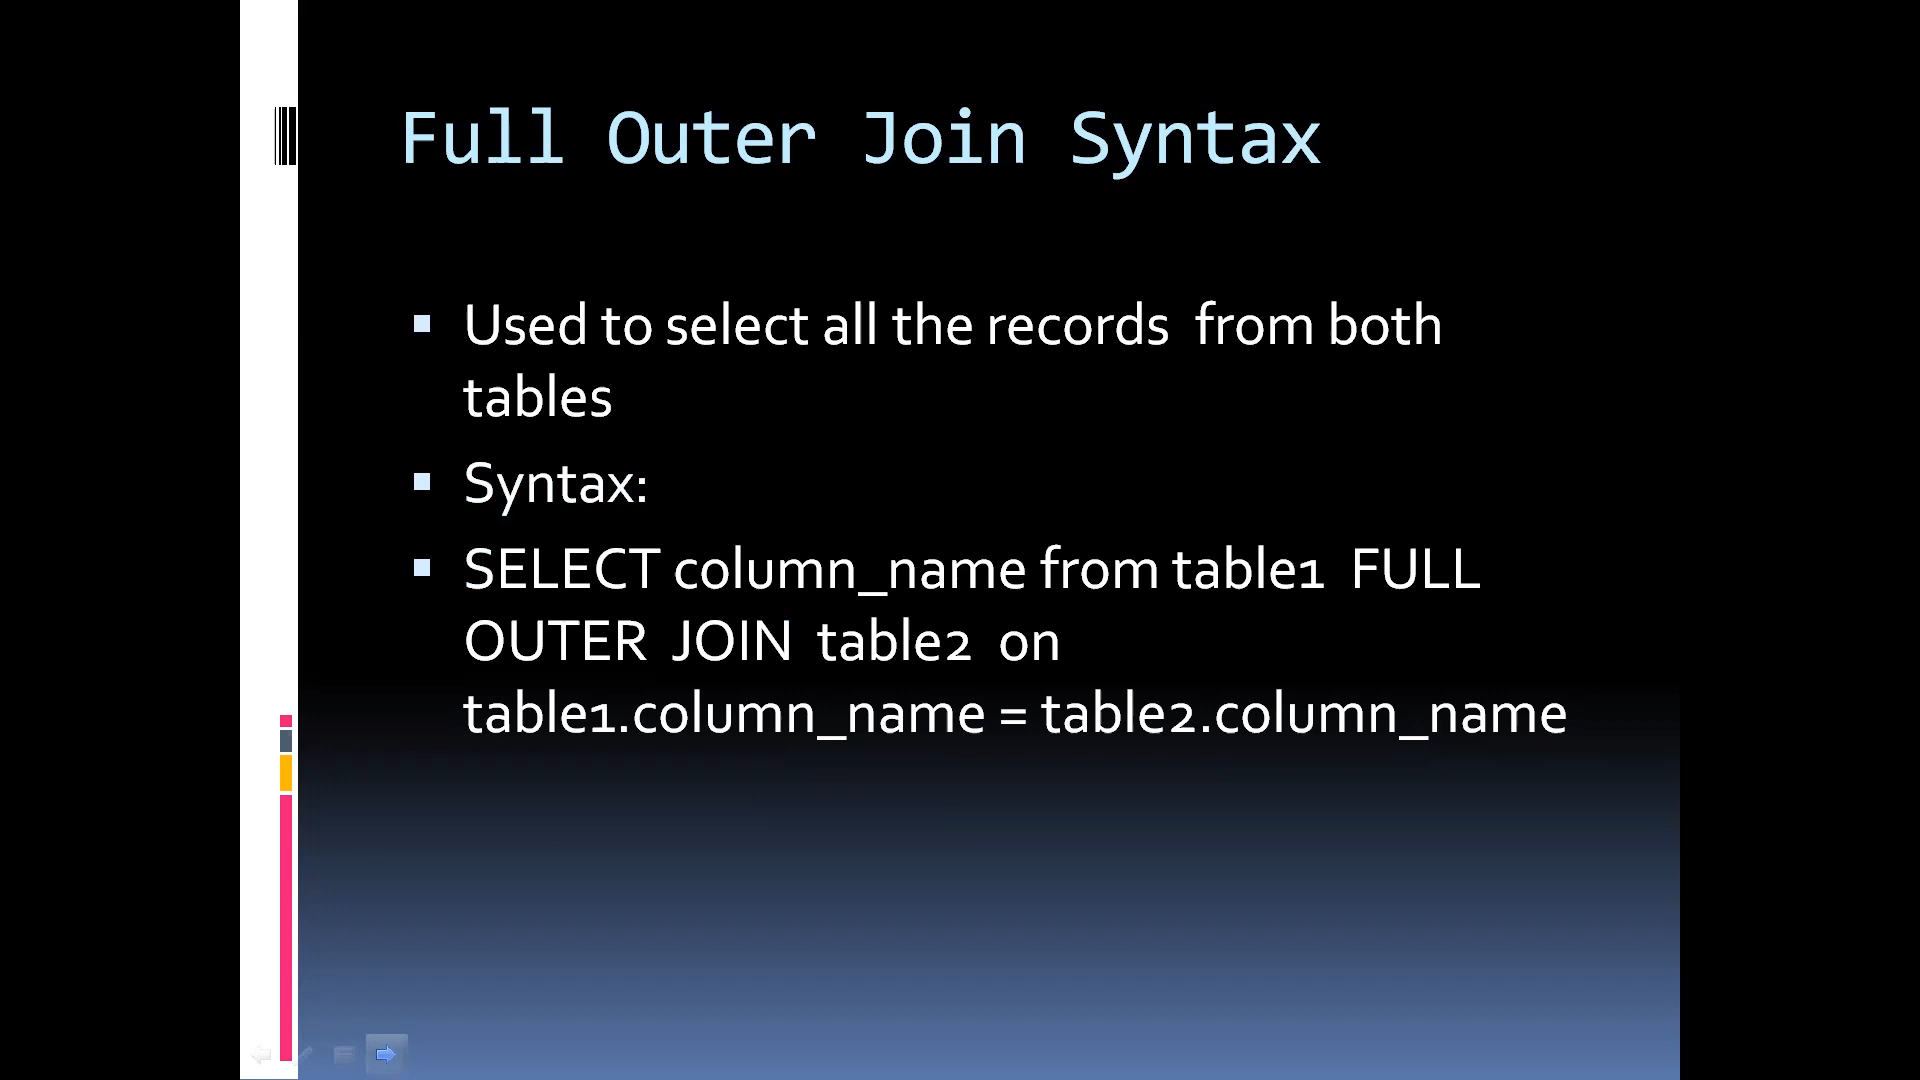 Full Outer Join Syntax
Used to select all the records from both
tables
Syntax:
SELECT column_name from table1 FULL
OUTER JOIN table2 on
table1.column_name = table2.column_name